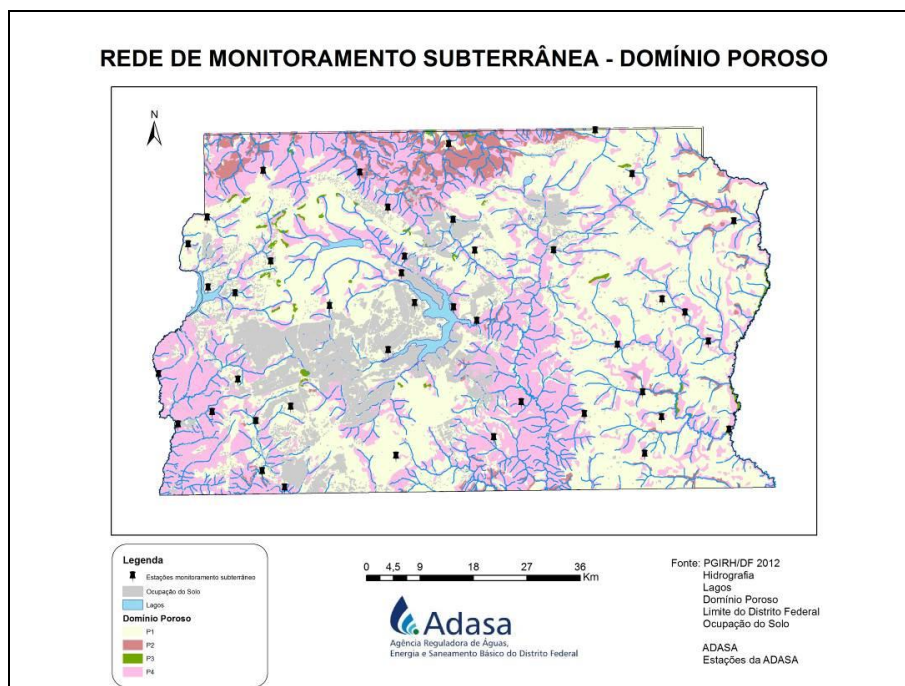 REDE DE MONITORAMENTO SUBTERRÂNEA - DOMÍNIO POROSO
N
Legenda
Estações monitoramento subterrâneo
Ocupação do Solo
Lagos
Domínio Poroso
P1
P2
P3
P4
0 4,5 9 18 27 36
Km
Adasa
Agência Reguladora de Águas,
Energia e Saneamento Básico do Distrito Federal
Fonte: PGIRH/DF 2012
Hidrografia
Lagos
Domínio Poroso
Limite do Distrito Federal
Ocupação do Solo
ADASA
Estações da ADASA